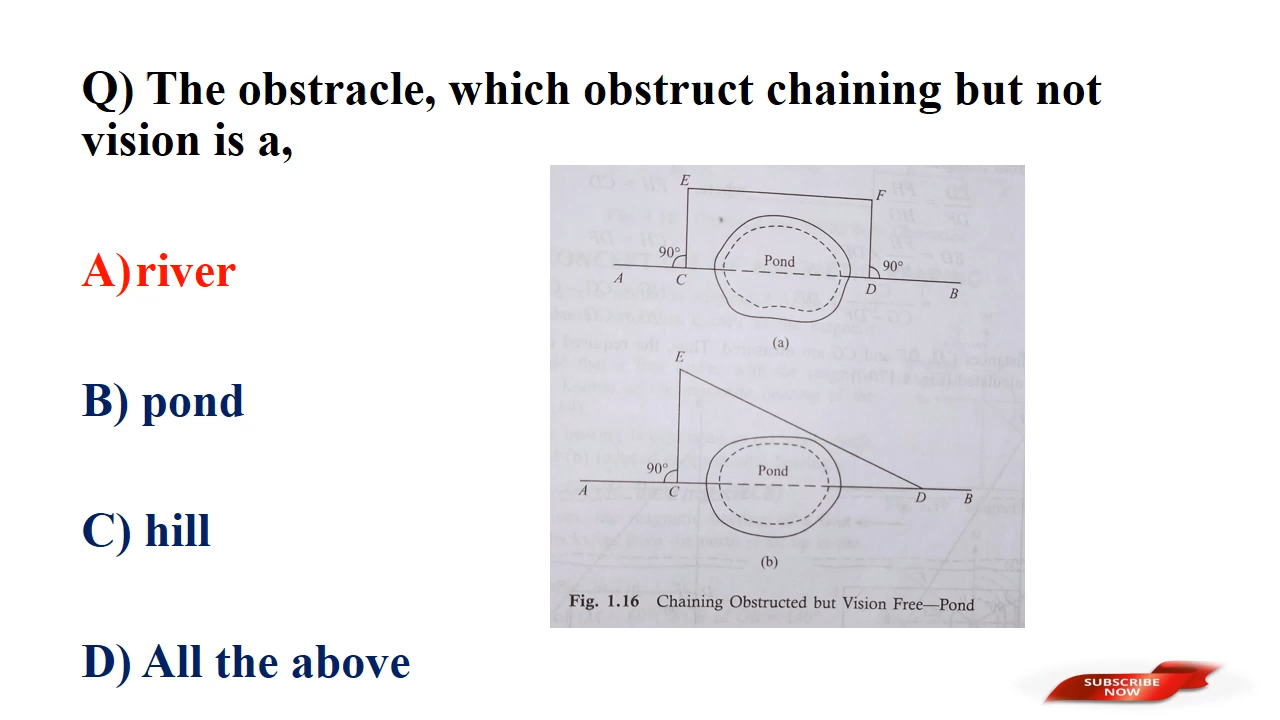 Q) The obstracle, which obstruct chaining but not
vision is a,
A) river
B) pond
C) hill
D) All the above
E
F
90°
Pond
90°
A
C
D
B
(a)
E
90°
Pond
A
C
D
B
(b)
Fig. 1.16 Chaining Obstructed but Vision Free—Pond
SUBSCRIBE
NOW